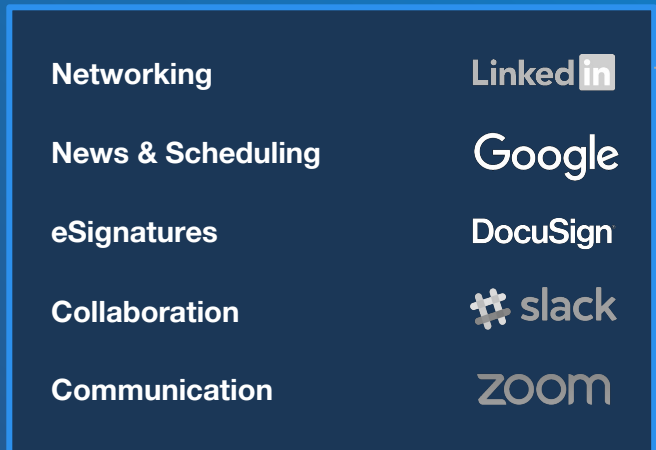 Networking LinkedIn
News & Scheduling Google
eSignatures DocuSign
Collaboration slack
Communication zoom